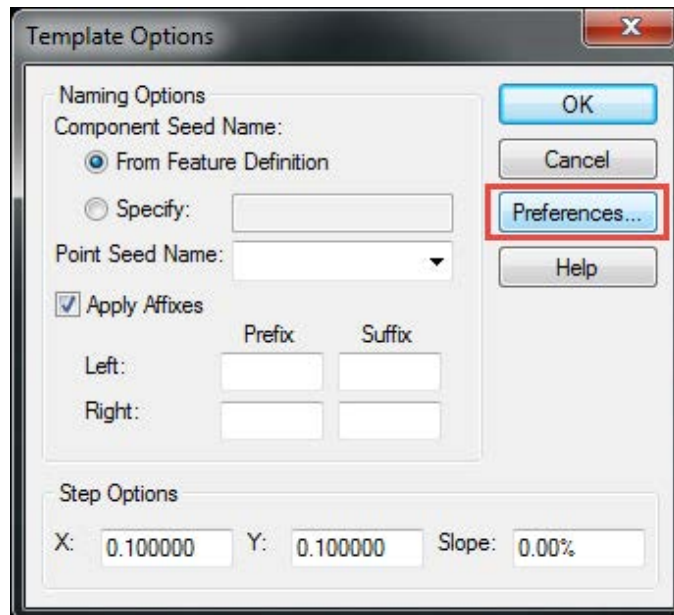 Template Options
x
Naming Options
Component Seed Name:
From Feature Definition
Specify:
Point Seed Name:
Apply Affixes
Prefix Suffix
Left:
Right:
OK
Cancel
Preferences...
Help
Step Options
X: 0.100000 Y: 0.100000 Slope: 0.00%